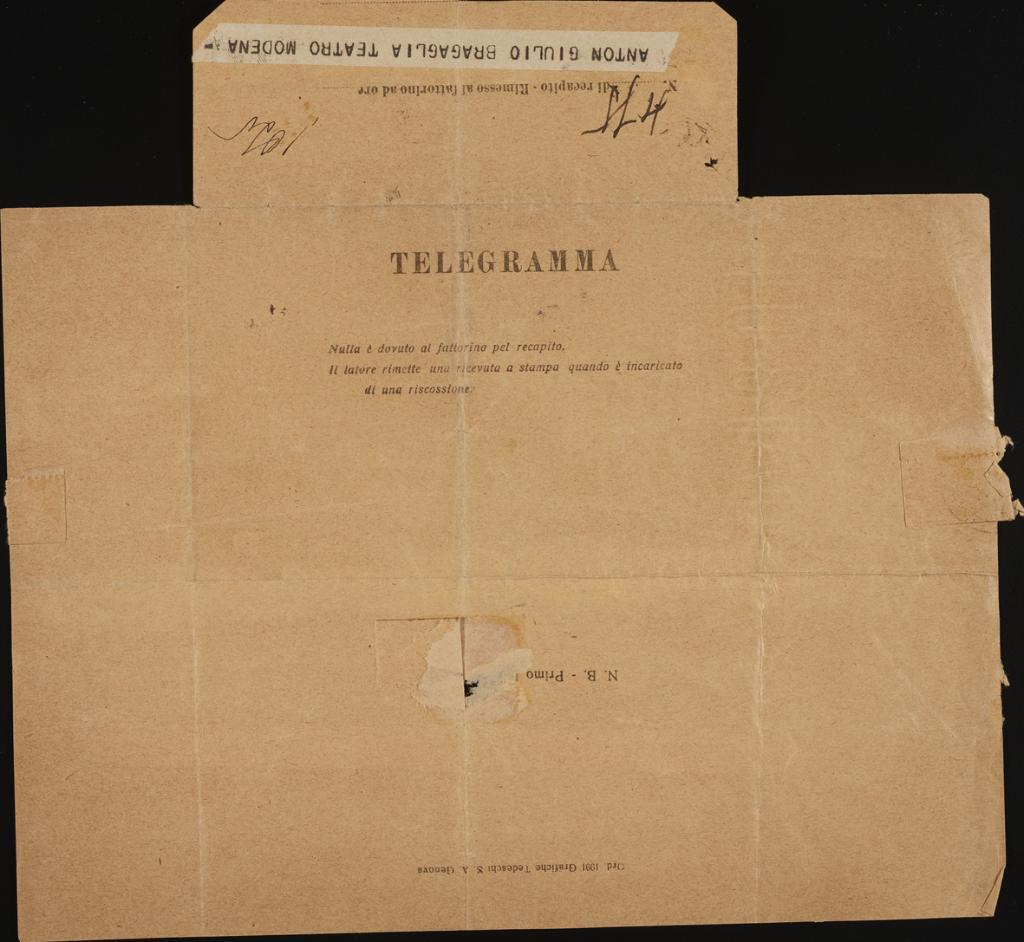 ANTON GIULIO BRAGAGLIA TEATRO MODENA -
N. di recapito - Rimesso al fattorino ad ore
TELEGRAMMA
Nulla è dovuto al fattorino pel recapito.
Il latore rimette una ricevuta a stampa quando è incaricato
di una riscossione.
N. B. - Primo
Ord. 1991 Grafiche Tedeschi S. A. Genova